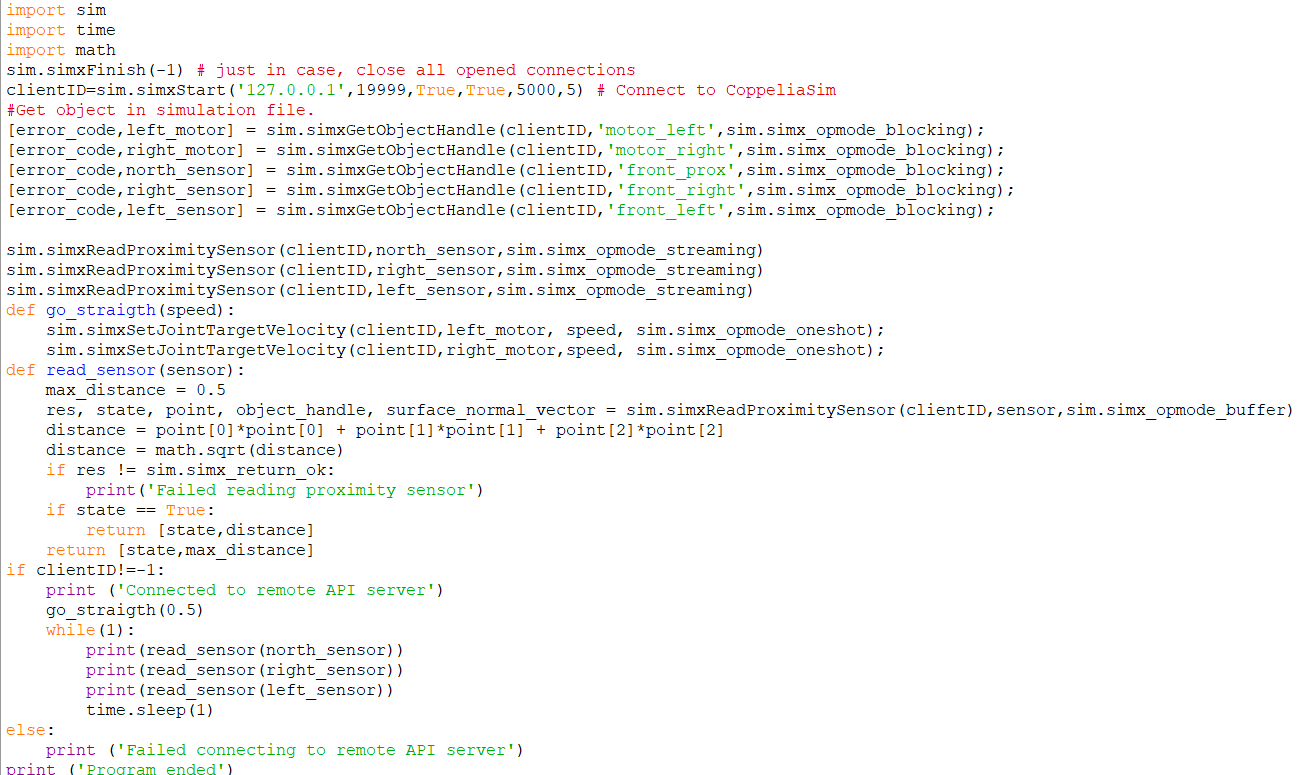 import sim
import time
import math
sim.simxFinish(-1) # just in case, close all opened connections
clientID=sim.simxStart('127.0.0.1',19999,True,True,5000,5) # Connect to CoppeliaSim
#Get object in simulation file.
[error_code,left_motor] = sim.simxGetObjectHandle(clientID,'motor_left',sim.simx_opmode_blocking);
[error_code,right_motor] = sim.simxGetObjectHandle(clientID,'motor_right',sim.simx_opmode_blocking);
[error_code,north_sensor] = sim.simxGetObjectHandle(clientID,'front_prox',sim.simx_opmode_blocking);
[error_code,right_sensor] = sim.simxGetObjectHandle(clientID,'front_right',sim.simx_opmode_blocking);
[error_code,left_sensor] = sim.simxGetObjectHandle(clientID,'front_left',sim.simx_opmode_blocking);

sim.simxReadProximitySensor(clientID,north_sensor,sim.simx_opmode_streaming)
sim.simxReadProximitySensor(clientID,right_sensor,sim.simx_opmode_streaming)
sim.simxReadProximitySensor(clientID,left_sensor,sim.simx_opmode_streaming)
def go_straigth(speed):
    sim.simxSetJointTargetVelocity(clientID,left_motor, speed, sim.simx_opmode_oneshot);
    sim.simxSetJointTargetVelocity(clientID,right_motor,speed, sim.simx_opmode_oneshot);
def read_sensor(sensor):
    max_distance = 0.5
    res, state, point, object_handle, surface_normal_vector = sim.simxReadProximitySensor(clientID,sensor,sim.simx_opmode_buffer)
    distance = point[0]*point[0] + point[1]*point[1] + point[2]*point[2]
    distance = math.sqrt(distance)
    if res != sim.simx_return_ok:
        print('Failed reading proximity sensor')
    if state == True:
        return [state,distance]
    return [state,max_distance]
if clientID!=-1:
    print ('Connected to remote API server')
    go_straigth(0.5)
    while(1):
        print(read_sensor(north_sensor))
        print(read_sensor(right_sensor))
        print(read_sensor(left_sensor))
        time.sleep(1)
else:
    print ('Failed connecting to remote API server')
print ('Program ended')